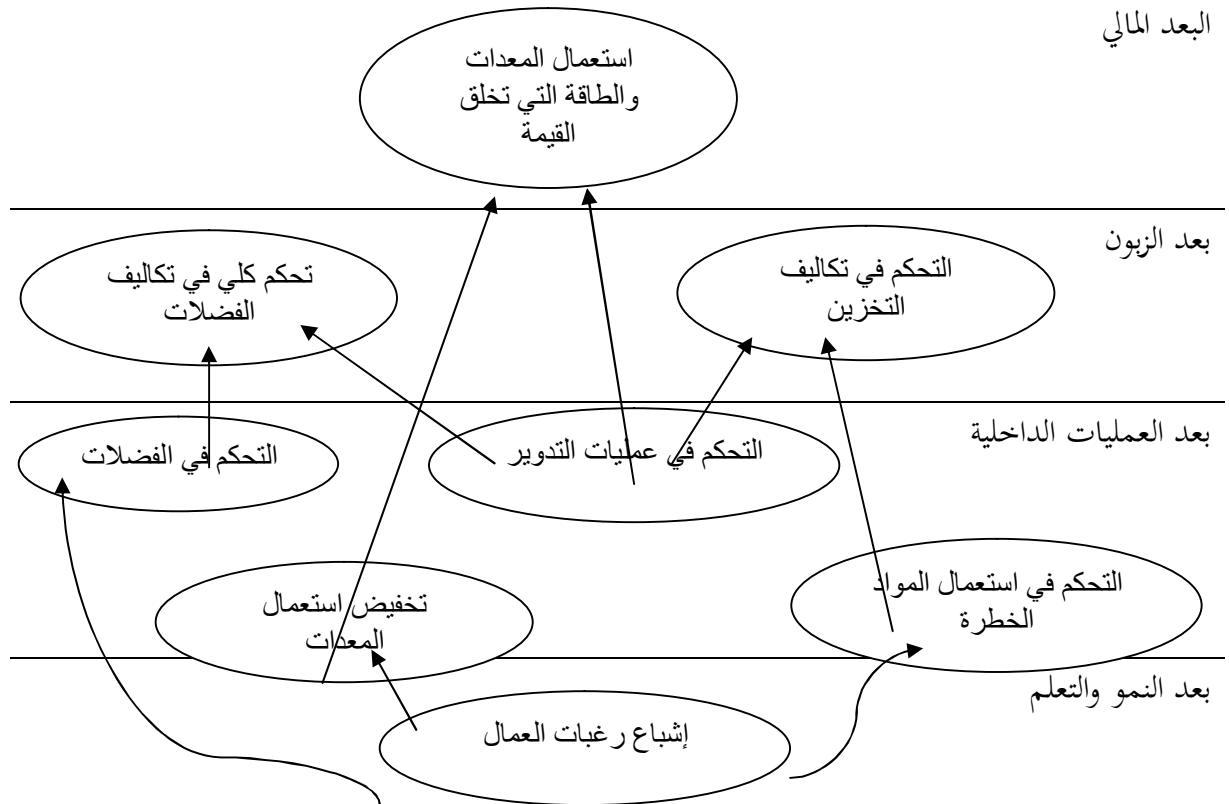 البعد المالي
استعمال المعدات
والطاقة التي تخلق
القيمة
بعد الزبون
التحكم في تكاليف
التخزين
تحكم كلي في تكاليف
الفضلات
بعد العمليات الداخلية
التحكم في عمليات التدوير
التحكم في الفضلات
التحكم في استعمال المواد
الخطرة
تخفيض استعمال
المعدات
بعد النمو والتعلم
إشباع رغبات العمال